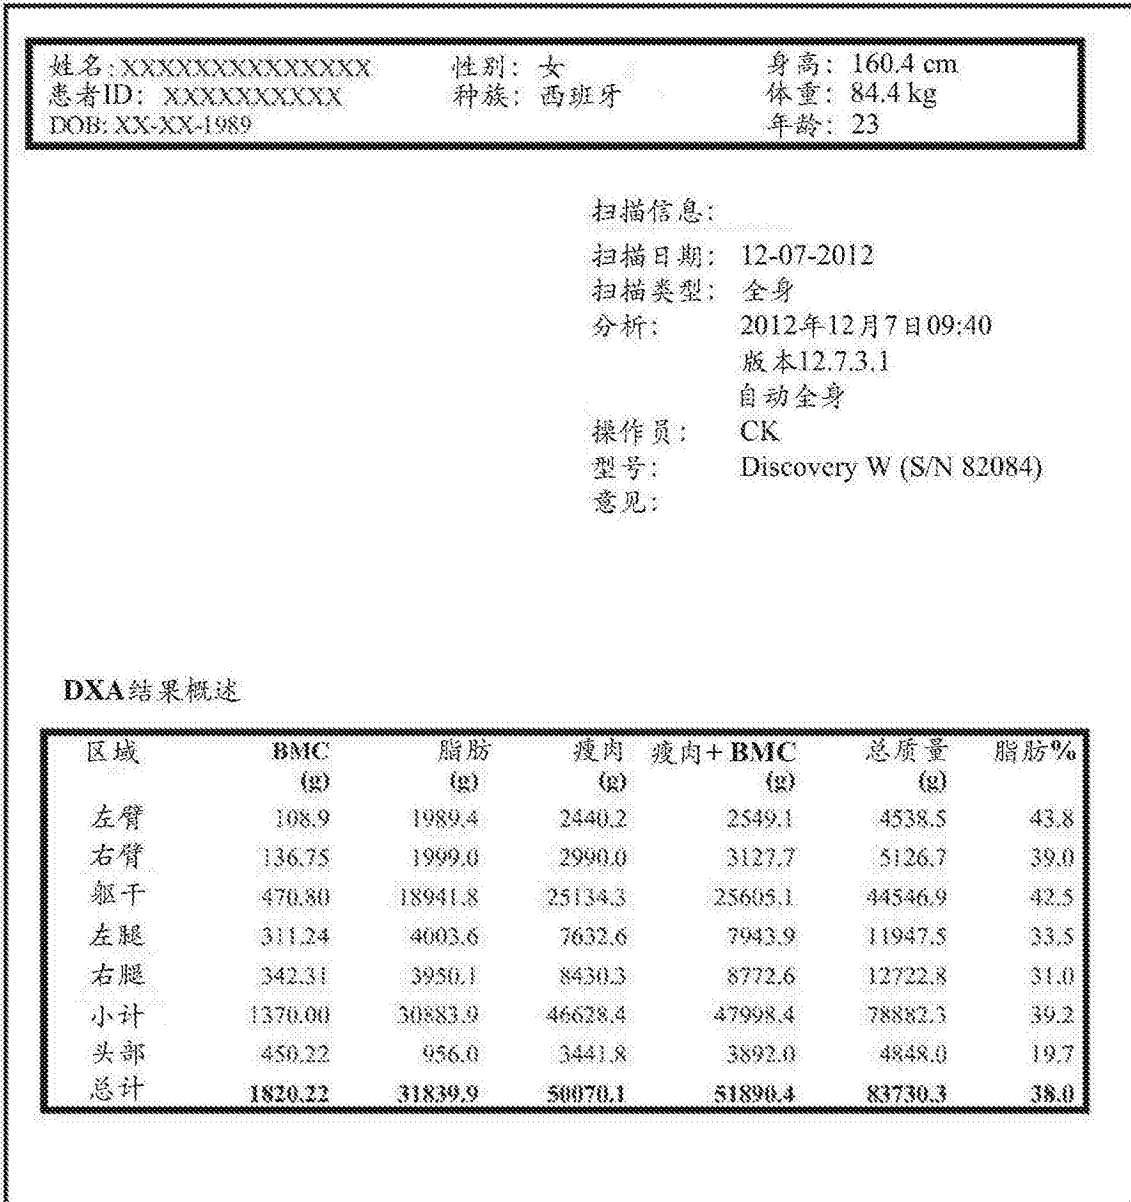 姓名:XXXXXXXXXXXXXX 性别: 女 身高: 160.4 cm
患者ID: XXXXXXXXXX 种族: 西班牙 体重: 84.4 kg
DOB: XX-XX-1989 年龄: 23
扫描信息:
扫描日期: 12-07-2012
扫描类型: 全身
分析: 2012年12月7日09:40
版本12.7.3.1
自动全身
操作员: CK
型号: Discovery W (S/N 82084)
意见:
DXA结果概述
区域 BMC 脂肪 瘦肉 瘦肉+ BMC 总质量 脂肪%
(g) (g) (g) (g) (g)
左臂 108.9 1989.4 2440.2 2549.1 4538.5 43.8
右臂 136.75 1999.0 2990.0 3127.7 5126.7 39.0
躯干 470.80 18941.8 25134.3 25605.1 44546.9 42.5
左腿 311.24 4003.6 7632.6 7943.9 11947.5 33.5
右腿 342.31 3950.1 8430.3 8772.6 12722.8 31.0
小计 1370.00 30883.9 46628.4 47998.4 78882.3 39.2
头部 450.22 956.0 3441.8 3892.0 4848.0 19.7
总计 1820.22 31839.9 50070.1 51890.4 83730.3 38.0